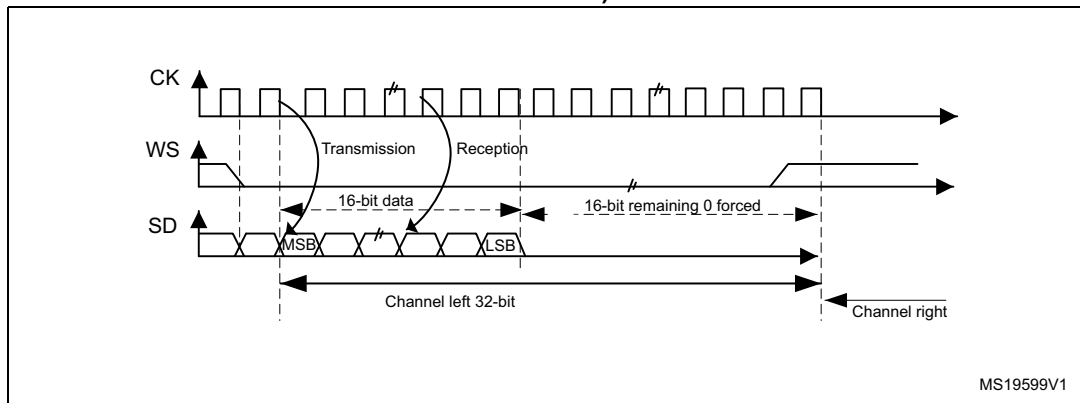 CK
Transmission
Reception
WS
16-bit data
16-bit remaining 0 forced
SD
MSB
LSB
Channel left 32-bit
Channel right
MS19599V1